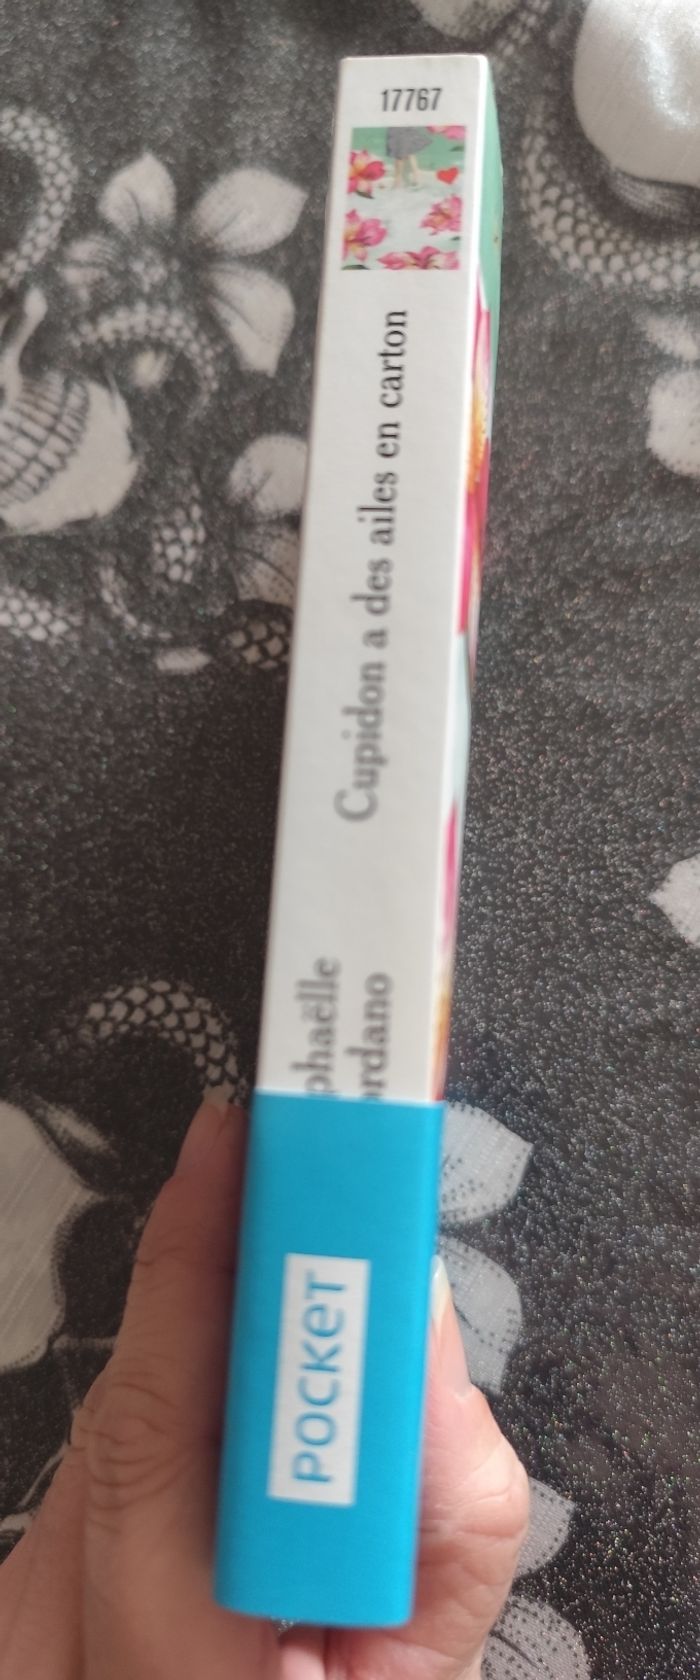 17767
Cupidon a des ailes en carton
phaëlle
rdano
POCKET